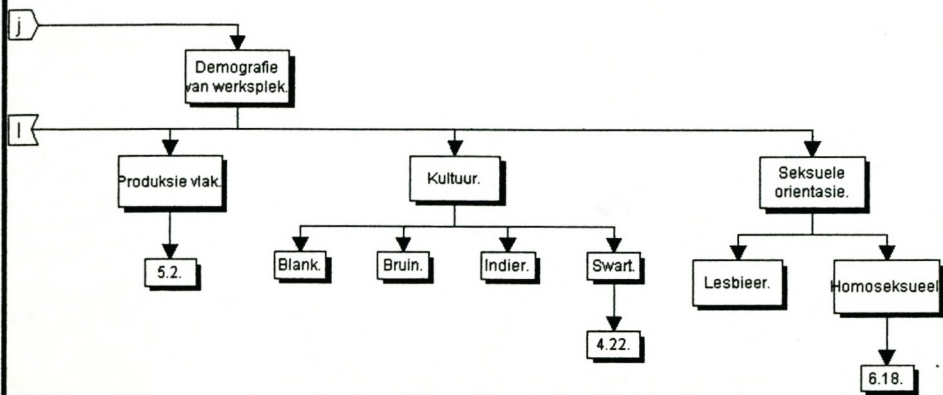 j
Demografie
van werksplek.
l
Produksie vlak.
Kultuur.
Seksuele
orientasie.
5.2.
Blank.
Bruin.
Indier.
Swart.
Lesbieer.
Homoseksueel
4.22.
6.18.